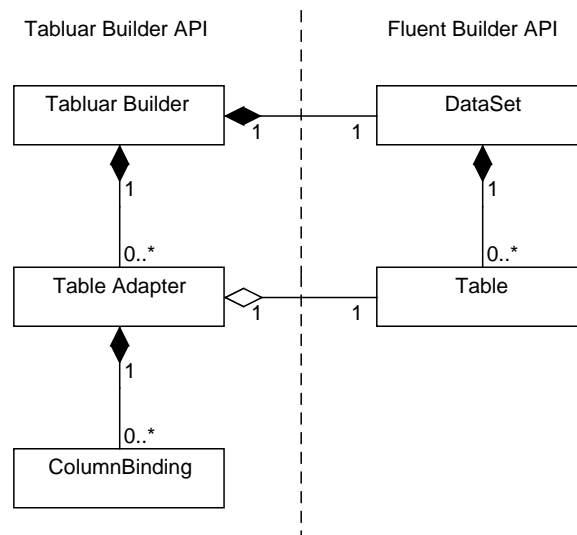 Tabluar Builder API
Fluent Builder API
Tabluar Builder
DataSet
1
1
1
1
0..*
0..*
Table Adapter
Table
1
1
1
0..*
ColumnBinding